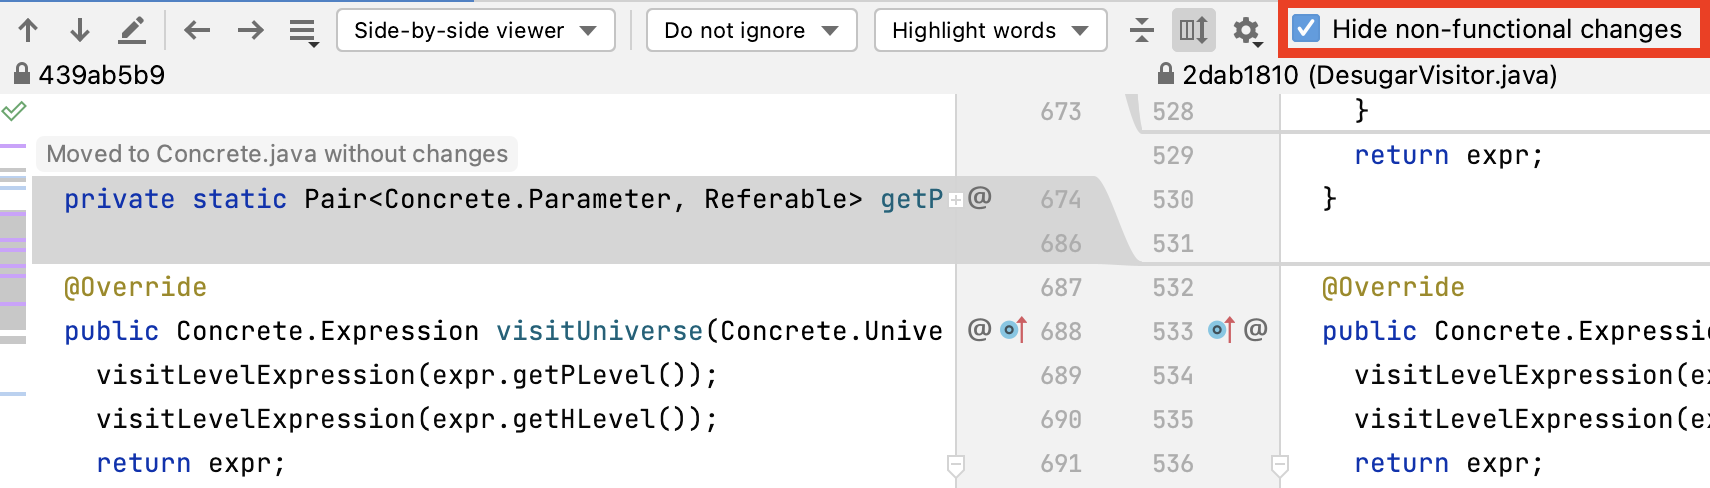 Side-by-side viewer Do not ignore Highlight words Hide non-functional changes
439ab5b9 2dab1810 (DesugarVisitor.java)
673 528 }
Moved to Concrete.java without changes 529 return expr;
private static Pair<Concrete.Parameter, Referable> getP @ 674 530 }
686 531
@Override 687 532 @Override
public Concrete.Expression visitUniverse(Concrete.Unive @ 688 533 @ public Concrete.Expressi
visitLevelExpression(expr.getPLevel()); 689 534 visitLevelExpression(ex
visitLevelExpression(expr.getHLevel()); 690 535 visitLevelExpression(ex
return expr; 691 536 return expr;